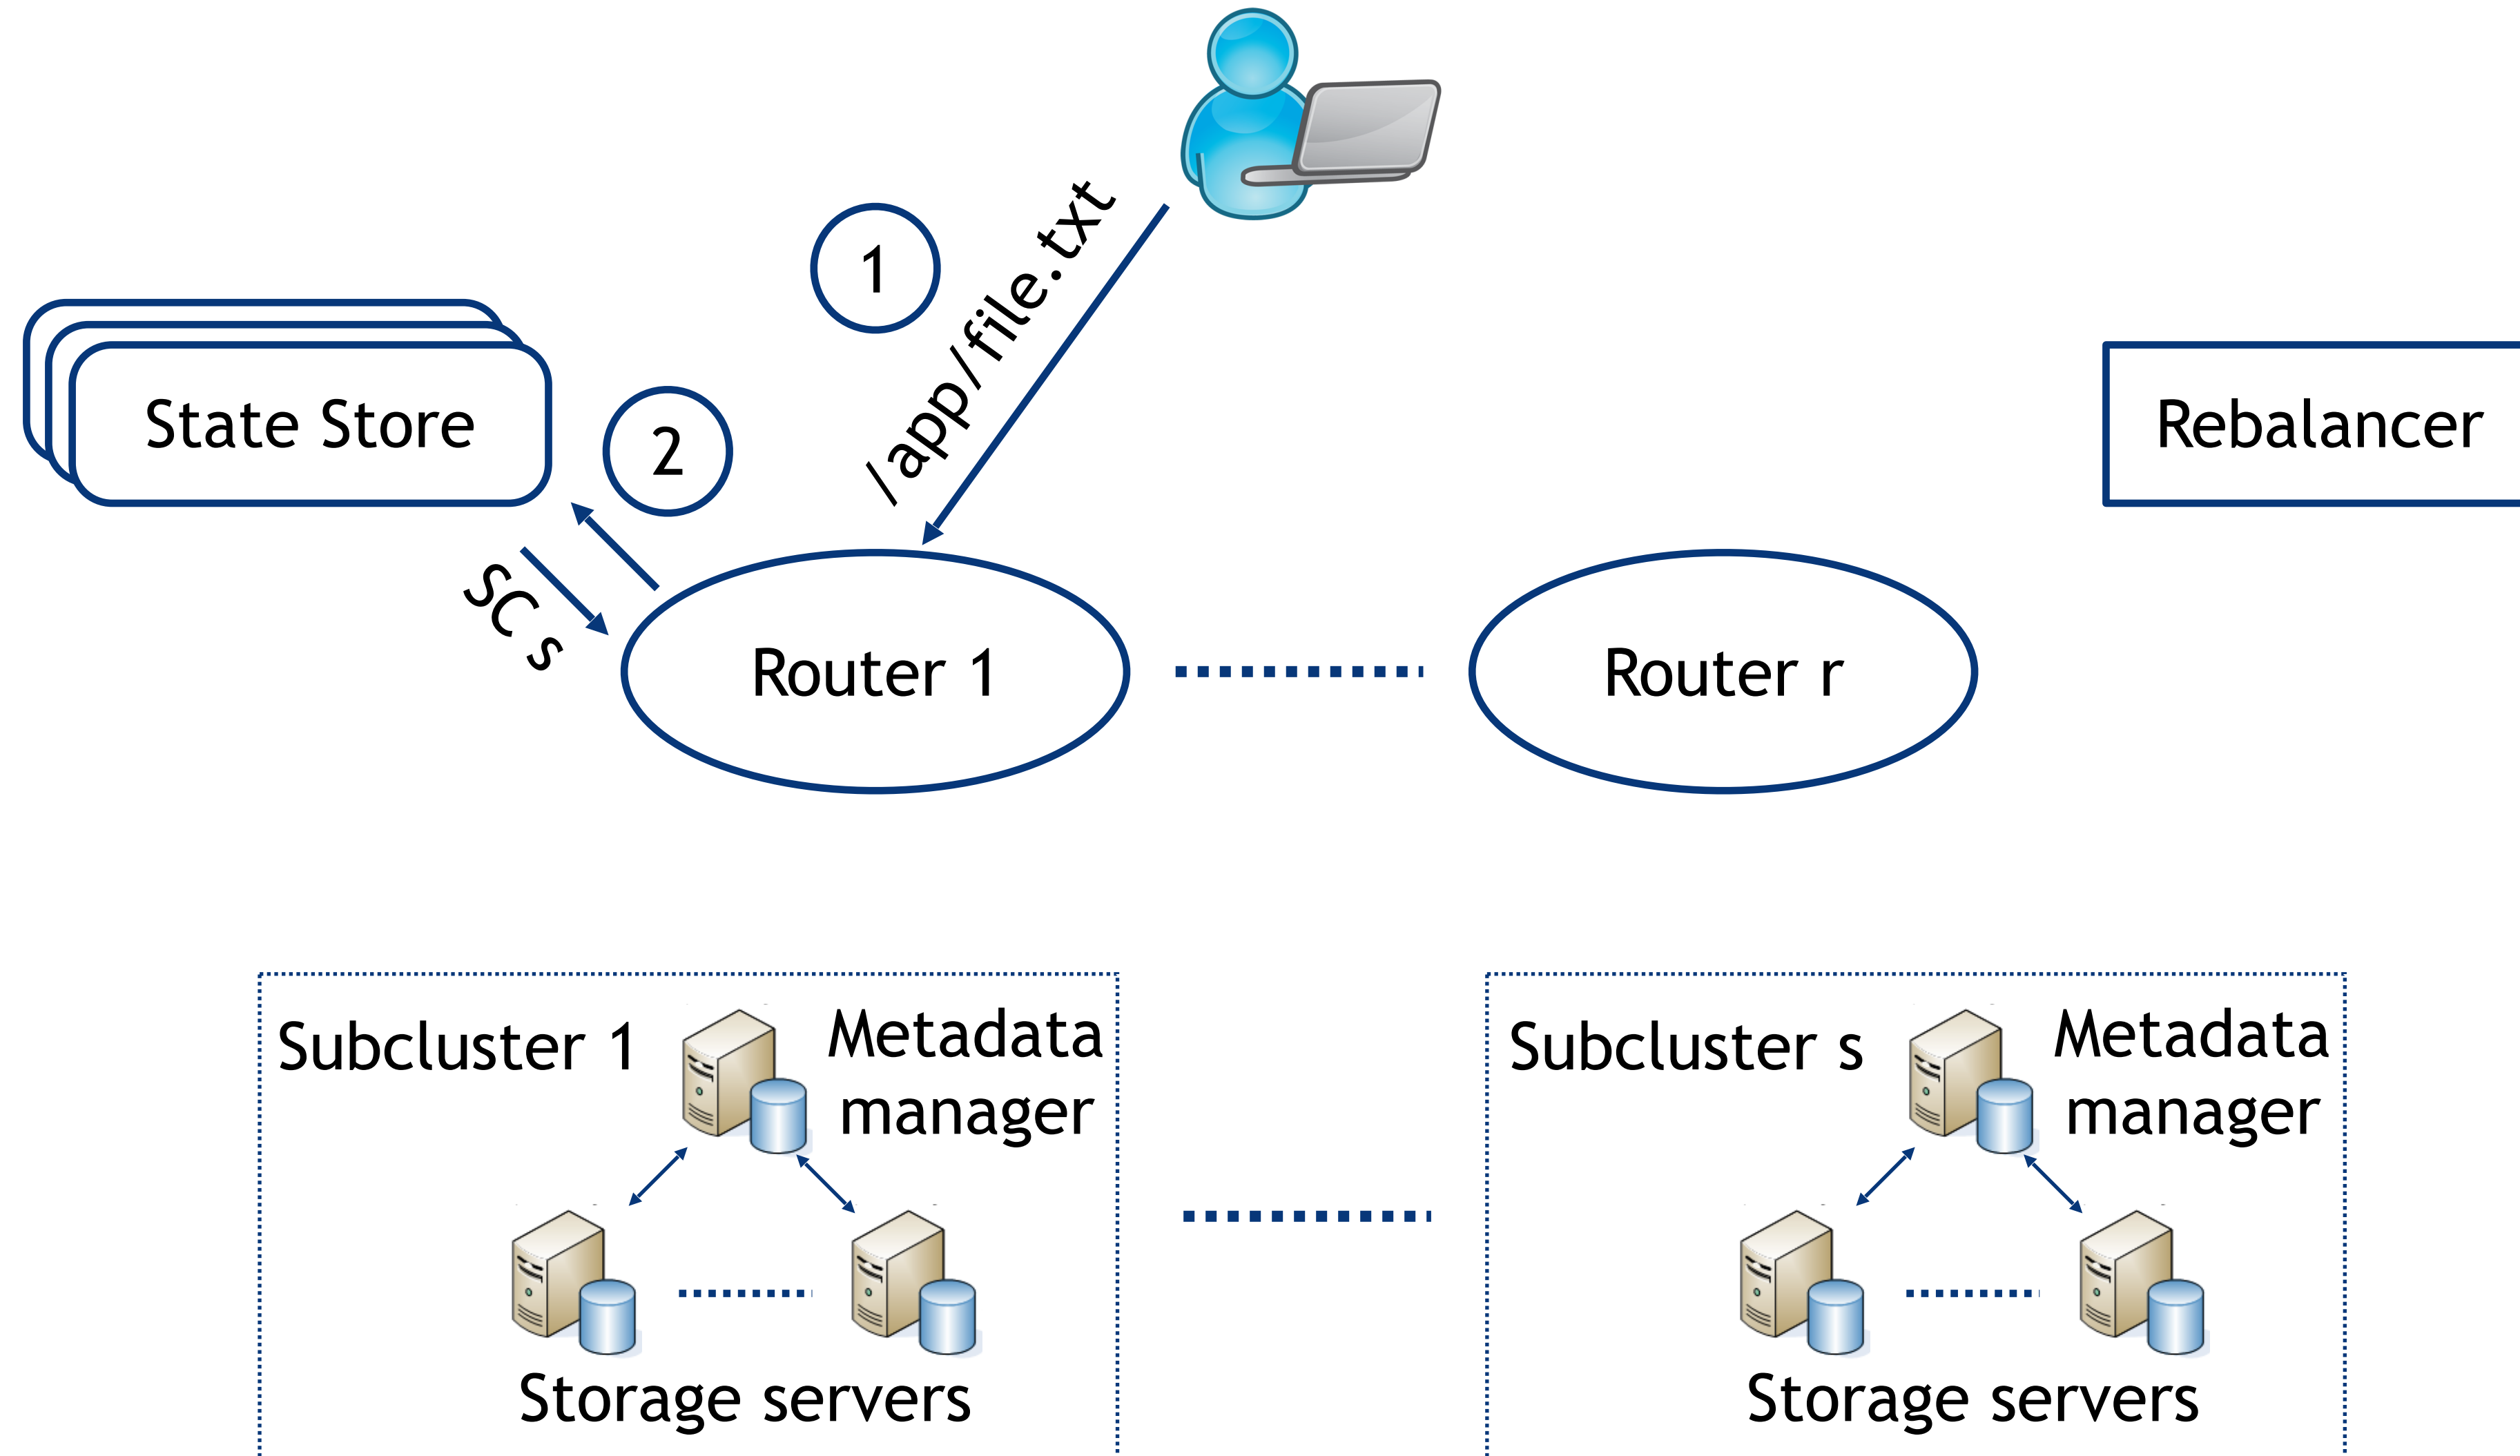 1
/app/file.txt
State Store
2
Rebalancer
SC s
Router 1
Router r
Subcluster 1
Metadata
manager
Storage servers
Subcluster s
Metadata
manager
Storage servers